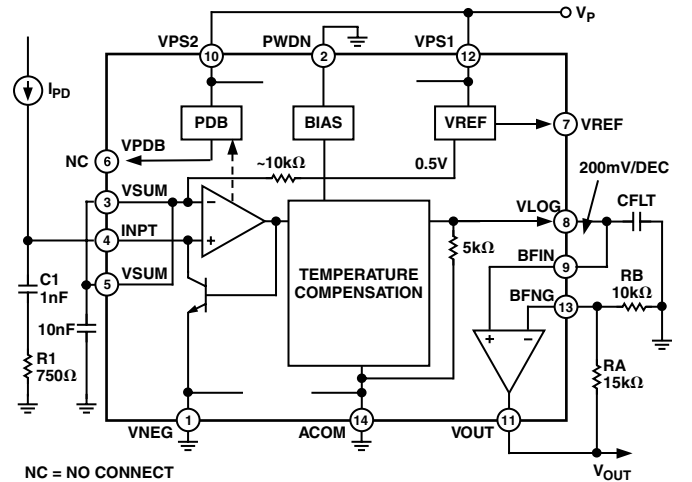 VP
VPS2
PWDN
VPS1
10
2
12
IPD
PDB
BIAS
VREF
7
VREF
VPDB
NC
6
~10kΩ
0.5V
200mV/DEC
VSUM
3
VLOG
CFLT
8
INPT
4
5kΩ
C1
1nF
VSUM
5
TEMPERATURE
COMPENSATION
BFIN
9
BFNG
13
RB
10kΩ
10nF
R1
750Ω
RA
15kΩ
1
14
11
VNEG
ACOM
VOUT
VOUT
NC = NO CONNECT
− 
+
+
−